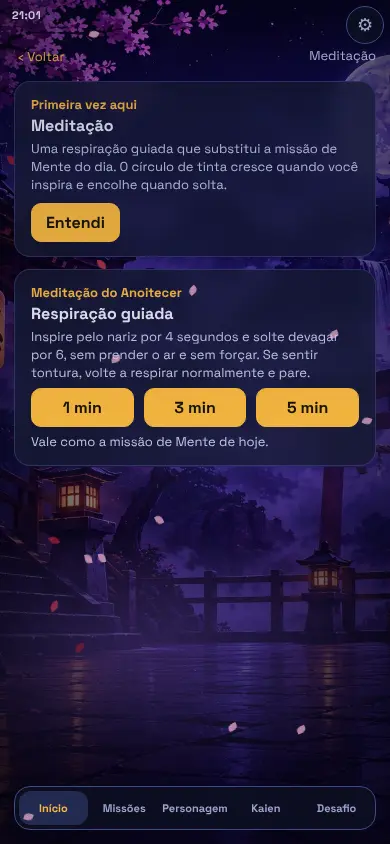 21:01
‹ Voltar
Meditação
Primeira vez aqui
Meditação
Uma respiração guiada que substitui a missão de
Mente do dia. O círculo de tinta cresce quando você
inspira e encolhe quando solta.
Entendi
Meditação do Anoitecer
Respiração guiada
Inspire pelo nariz por 4 segundos e solte devagar
por 6, sem prender o ar e sem forçar. Se sentir
tontura, volte a respirar normalmente e pare.
1 min
3 min
5 min
Vale como a missão de Mente de hoje.
Início
Missões
Personagem
Kaien
Desafio